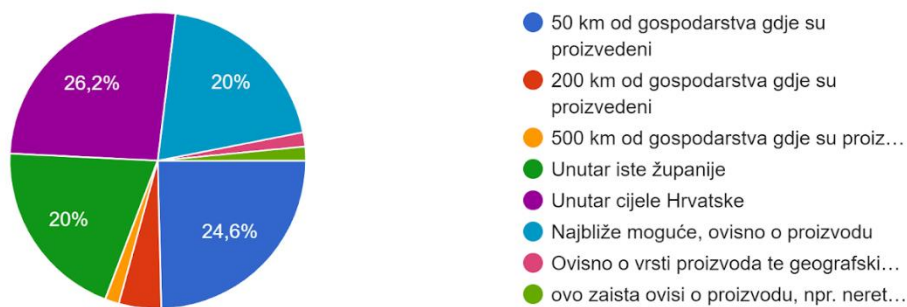 26,2%
20%
20%
24,6%
50 km od gospodarstva gdje su
proizvedeni
200 km od gospodarstva gdje su
proizvedeni
500 km od gospodarstva gdje su proiz...
Unutar iste županije
Unutar cijele Hrvatske
Najbliže moguće, ovisno o proizvodu
Ovisno o vrsti proizvoda te geografski...
ovo zaista ovisi o proizvodu, npr. neret...